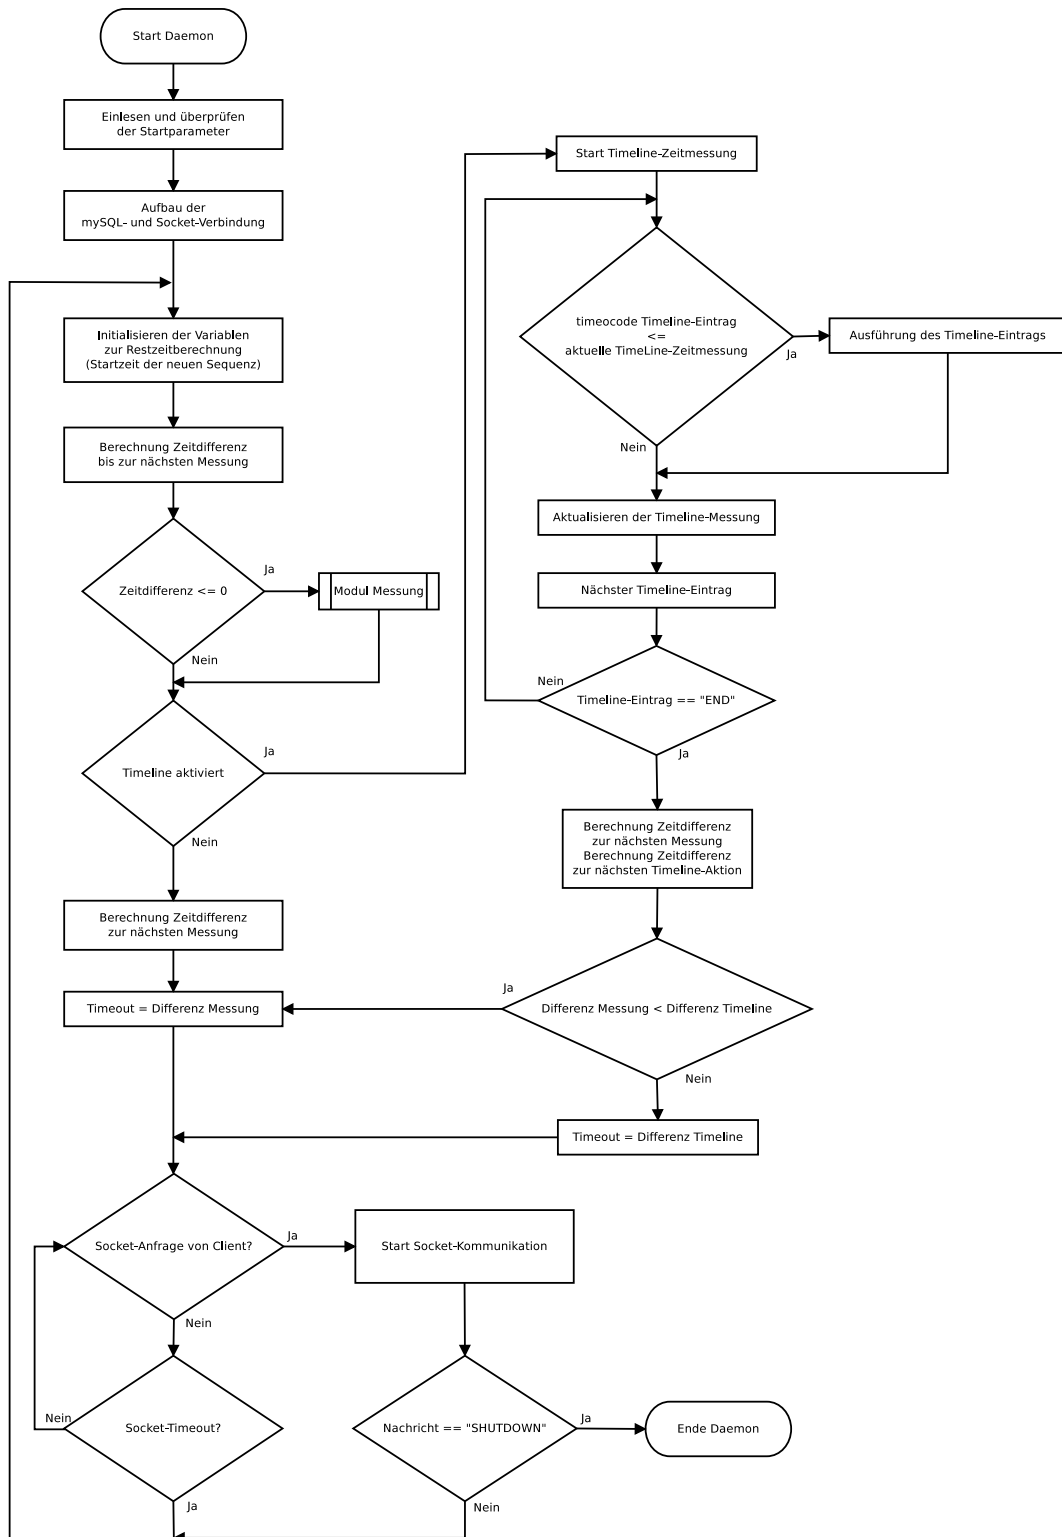 Start Daemon
Einlesen und überprüfen
der Startparameter
Aufbau der
mySQL- und Socket-Verbindung
Initialisieren der Variablen
zur Restzeitberechnung
(Startzeit der neuen Sequenz)
Berechnung Zeitdifferenz
bis zur nächsten Messung
Zeitdifferenz <= 0
Ja
Modul Messung
Nein
Timeline aktiviert
Ja
Nein
Berechnung Zeitdifferenz
zur nächsten Messung
Timeout = Differenz Messung
Start Timeline-Zeitmessung
timeocode Timeline-Eintrag
<=
aktuelle TimeLine-Zeitmessung
Ja
Ausführung des Timeline-Eintrags
Nein
Aktualisieren der Timeline-Messung
Nächster Timeline-Eintrag
Nein
Timeline-Eintrag == "END"
Ja
Berechnung Zeitdifferenz
zur nächsten Messung
Berechnung Zeitdifferenz
zur nächsten Timeline-Aktion
Ja
Differenz Messung < Differenz Timeline
Nein
Timeout = Differenz Timeline
Socket-Anfrage von Client?
Ja
Start Socket-Kommunikation
Nein
Nein
Socket-Timeout?
Ja
Nachricht == "SHUTDOWN"
Ja
Ende Daemon
Nein